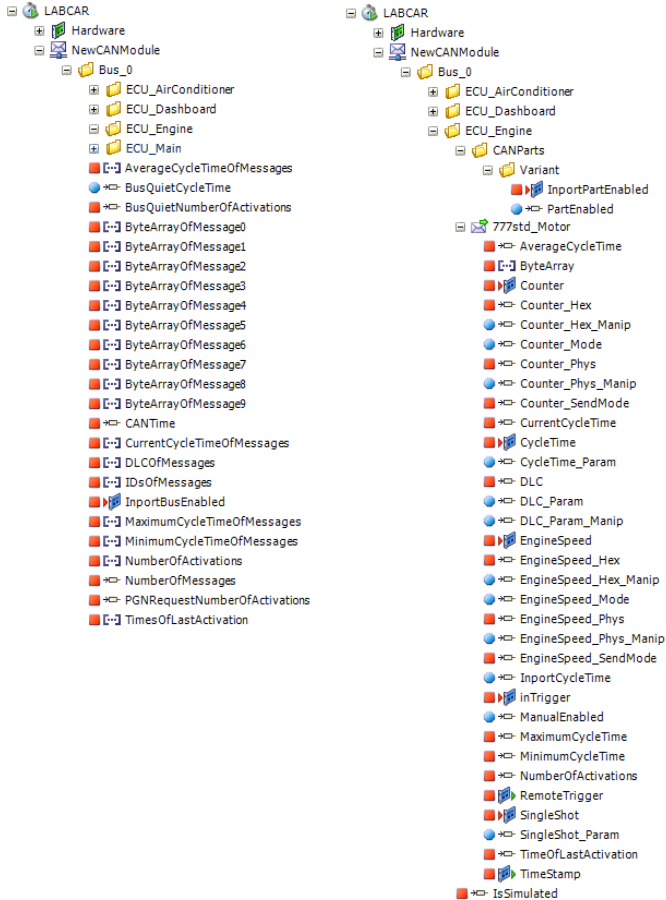 LABCAR
Hardware
NewCANModule
Bus_0
ECU_AirConditioner
ECU_Dashboard
ECU_Engine
ECU_Main
AverageCycleTimeOfMessages
BusQuietCycleTime
BusQuietNumberOfActivations
ByteArrayOfMessage0
ByteArrayOfMessage1
ByteArrayOfMessage2
ByteArrayOfMessage3
ByteArrayOfMessage4
ByteArrayOfMessage5
ByteArrayOfMessage6
ByteArrayOfMessage7
ByteArrayOfMessage8
ByteArrayOfMessage9
CANTime
CurrentCycleTimeOfMessages
DLCOfMessages
IDsOfMessages
InportBusEnabled
MaximumCycleTimeOfMessages
MinimumCycleTimeOfMessages
NumberOfActivations
NumberOfMessages
PGNRequestNumberOfActivations
TimesOfLastActivation
LABCAR
Hardware
NewCANModule
Bus_0
ECU_AirConditioner
ECU_Dashboard
ECU_Engine
CANParts
Variant
InportPartEnabled
PartEnabled
777std_Motor
AverageCycleTime
ByteArray
Counter
Counter_Hex
Counter_Hex_Manip
Counter_Mode
Counter_Phys
Counter_Phys_Manip
Counter_SendMode
CurrentCycleTime
CycleTime
CycleTime_Param
DLC
DLC_Param
DLC_Param_Manip
EngineSpeed
EngineSpeed_Hex
EngineSpeed_Hex_Manip
EngineSpeed_Mode
EngineSpeed_Phys
EngineSpeed_Phys_Manip
EngineSpeed_SendMode
InportCycleTime
inTrigger
ManualEnabled
MaximumCycleTime
MinimumCycleTime
NumberOfActivations
RemoteTrigger
SingleShot
SingleShot_Param
TimeOfLastActivation
TimeStamp
IsSimulated